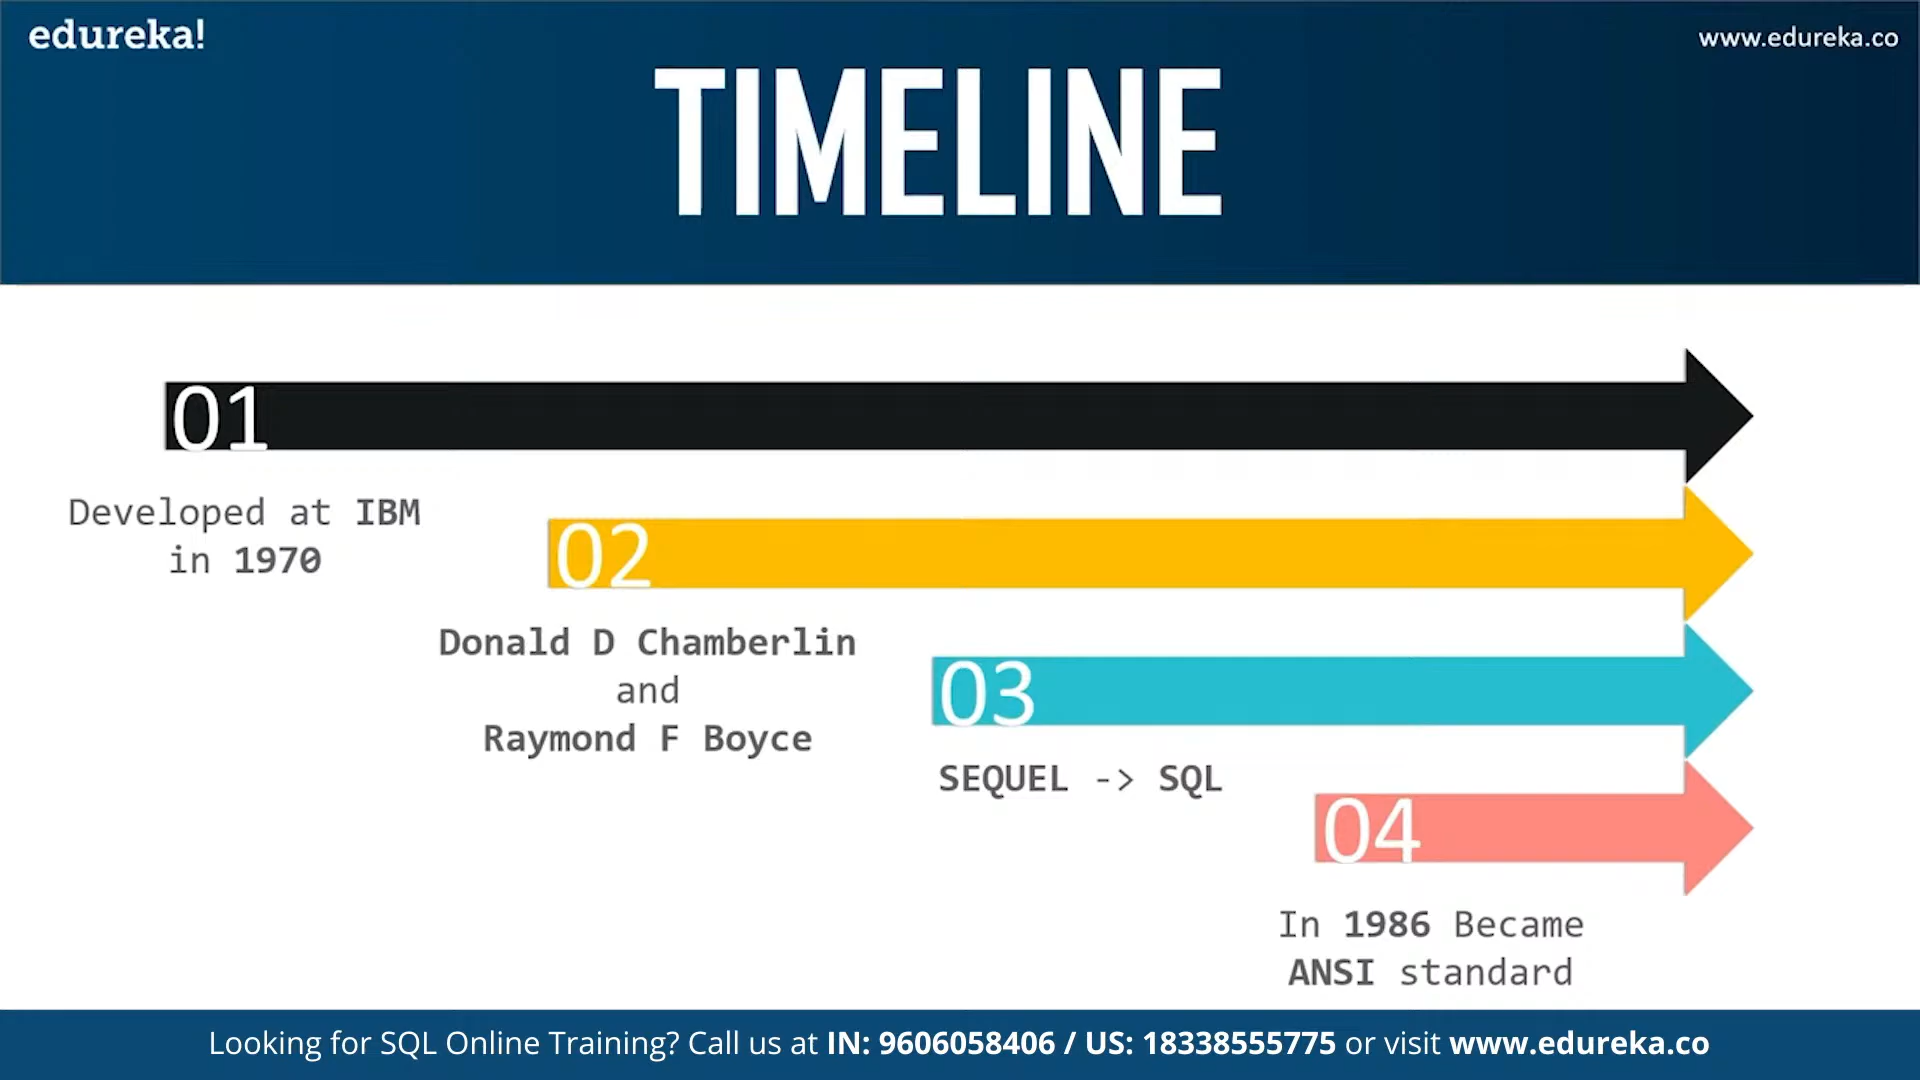 edureka!
www.edureka.co
TIMELINE
01
Developed at IBM
in 1970
02
Donald D Chamberlin
and
Raymond F Boyce
03
SEQUEL -> SQL
04
In 1986 Became
ANSI standard
Looking for SQL Online Training? Call us at IN: 9606058406 / US: 18338555775 or visit www.edureka.co